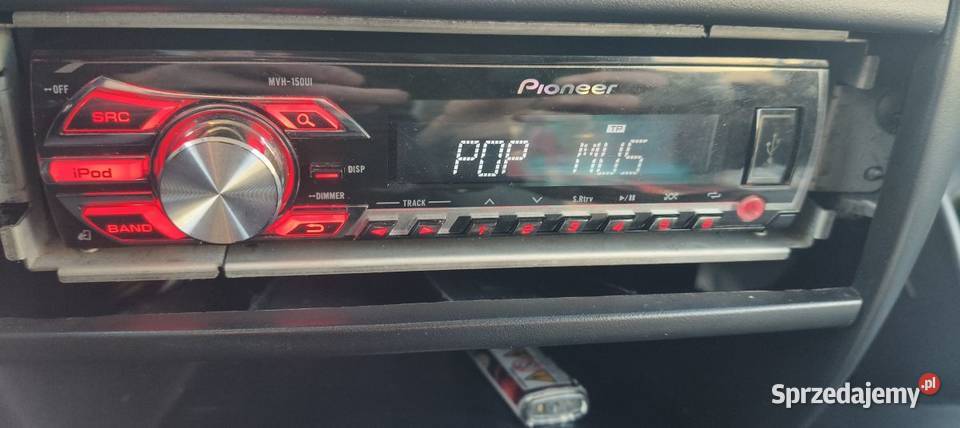 MVH-150UI
Pioneer
OFF
SRC
TP
POP MUS
iPod
DISP
DIMMER
TRACK
S.Rtrv
BAND
Sprzedajemy.pl